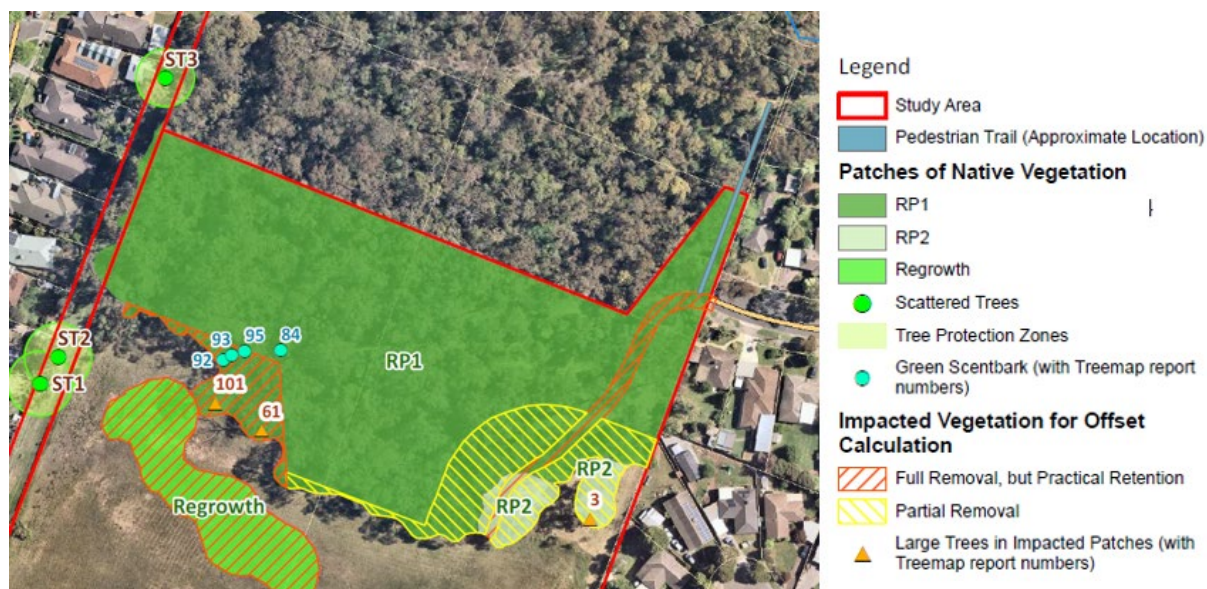 ST3
ST2
ST1
93
95
84
92
101
61
RP1
RP2
RP2
3
Regrowth
Legend
Study Area
Pedestrian Trail (Approximate Location)
Patches of Native Vegetation
RP1
RP2
Regrowth
Scattered Trees
Tree Protection Zones
Green Scentbark (with Treemap report
numbers)
Impacted Vegetation for Offset
Calculation
Full Removal, but Practical Retention
Partial Removal
Large Trees in Impacted Patches (with
Treemap report numbers)